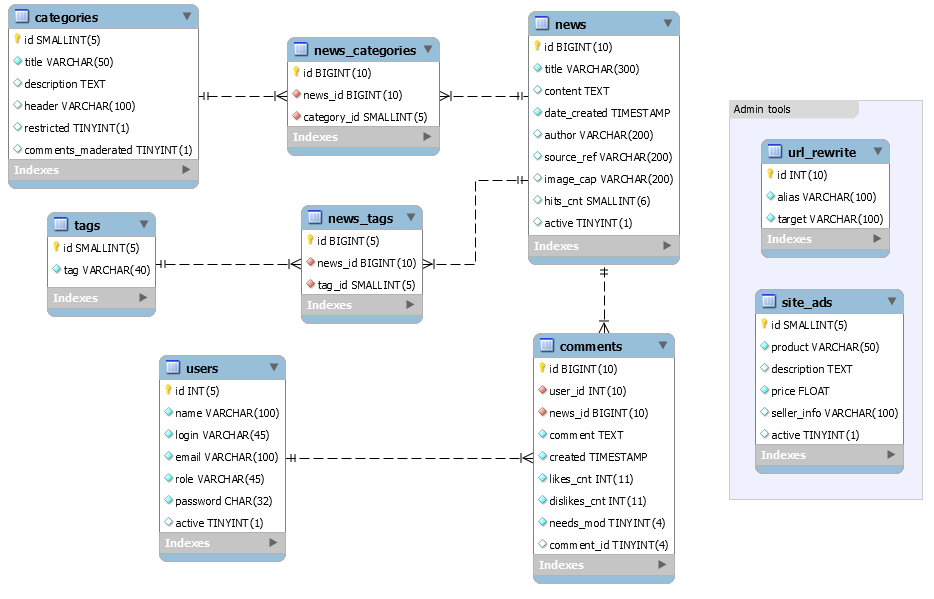 categories
id SMALLINT(5)
title VARCHAR(50)
description TEXT
header VARCHAR(100)
restricted TINYINT(1)
comments_maderated TINYINT(1)
Indexes
news_categories
id BIGINT(10)
news_id BIGINT(10)
category_id SMALLINT(5)
Indexes
news
id BIGINT(10)
title VARCHAR(300)
content TEXT
date_created TIMESTAMP
author VARCHAR(200)
source_ref VARCHAR(200)
image_cap VARCHAR(200)
hits_cnt SMALLINT(6)
active TINYINT(1)
Indexes
tags
id SMALLINT(5)
tag VARCHAR(40)
Indexes
news_tags
id BIGINT(5)
news_id BIGINT(10)
tag_id SMALLINT(5)
Indexes
users
id INT(5)
name VARCHAR(100)
login VARCHAR(45)
email VARCHAR(100)
role VARCHAR(45)
password CHAR(32)
active TINYINT(1)
Indexes
comments
id BIGINT(10)
user_id INT(10)
news_id BIGINT(10)
comment TEXT
created TIMESTAMP
likes_cnt INT(11)
dislikes_cnt INT(11)
needs_mod TINYINT(4)
comment_id TINYINT(4)
Indexes
Admin tools
url_rewrite
id INT(10)
alias VARCHAR(100)
target VARCHAR(100)
Indexes
site_ads
id SMALLINT(5)
product VARCHAR(50)
description TEXT
price FLOAT
seller_info VARCHAR(100)
active TINYINT(1)
Indexes